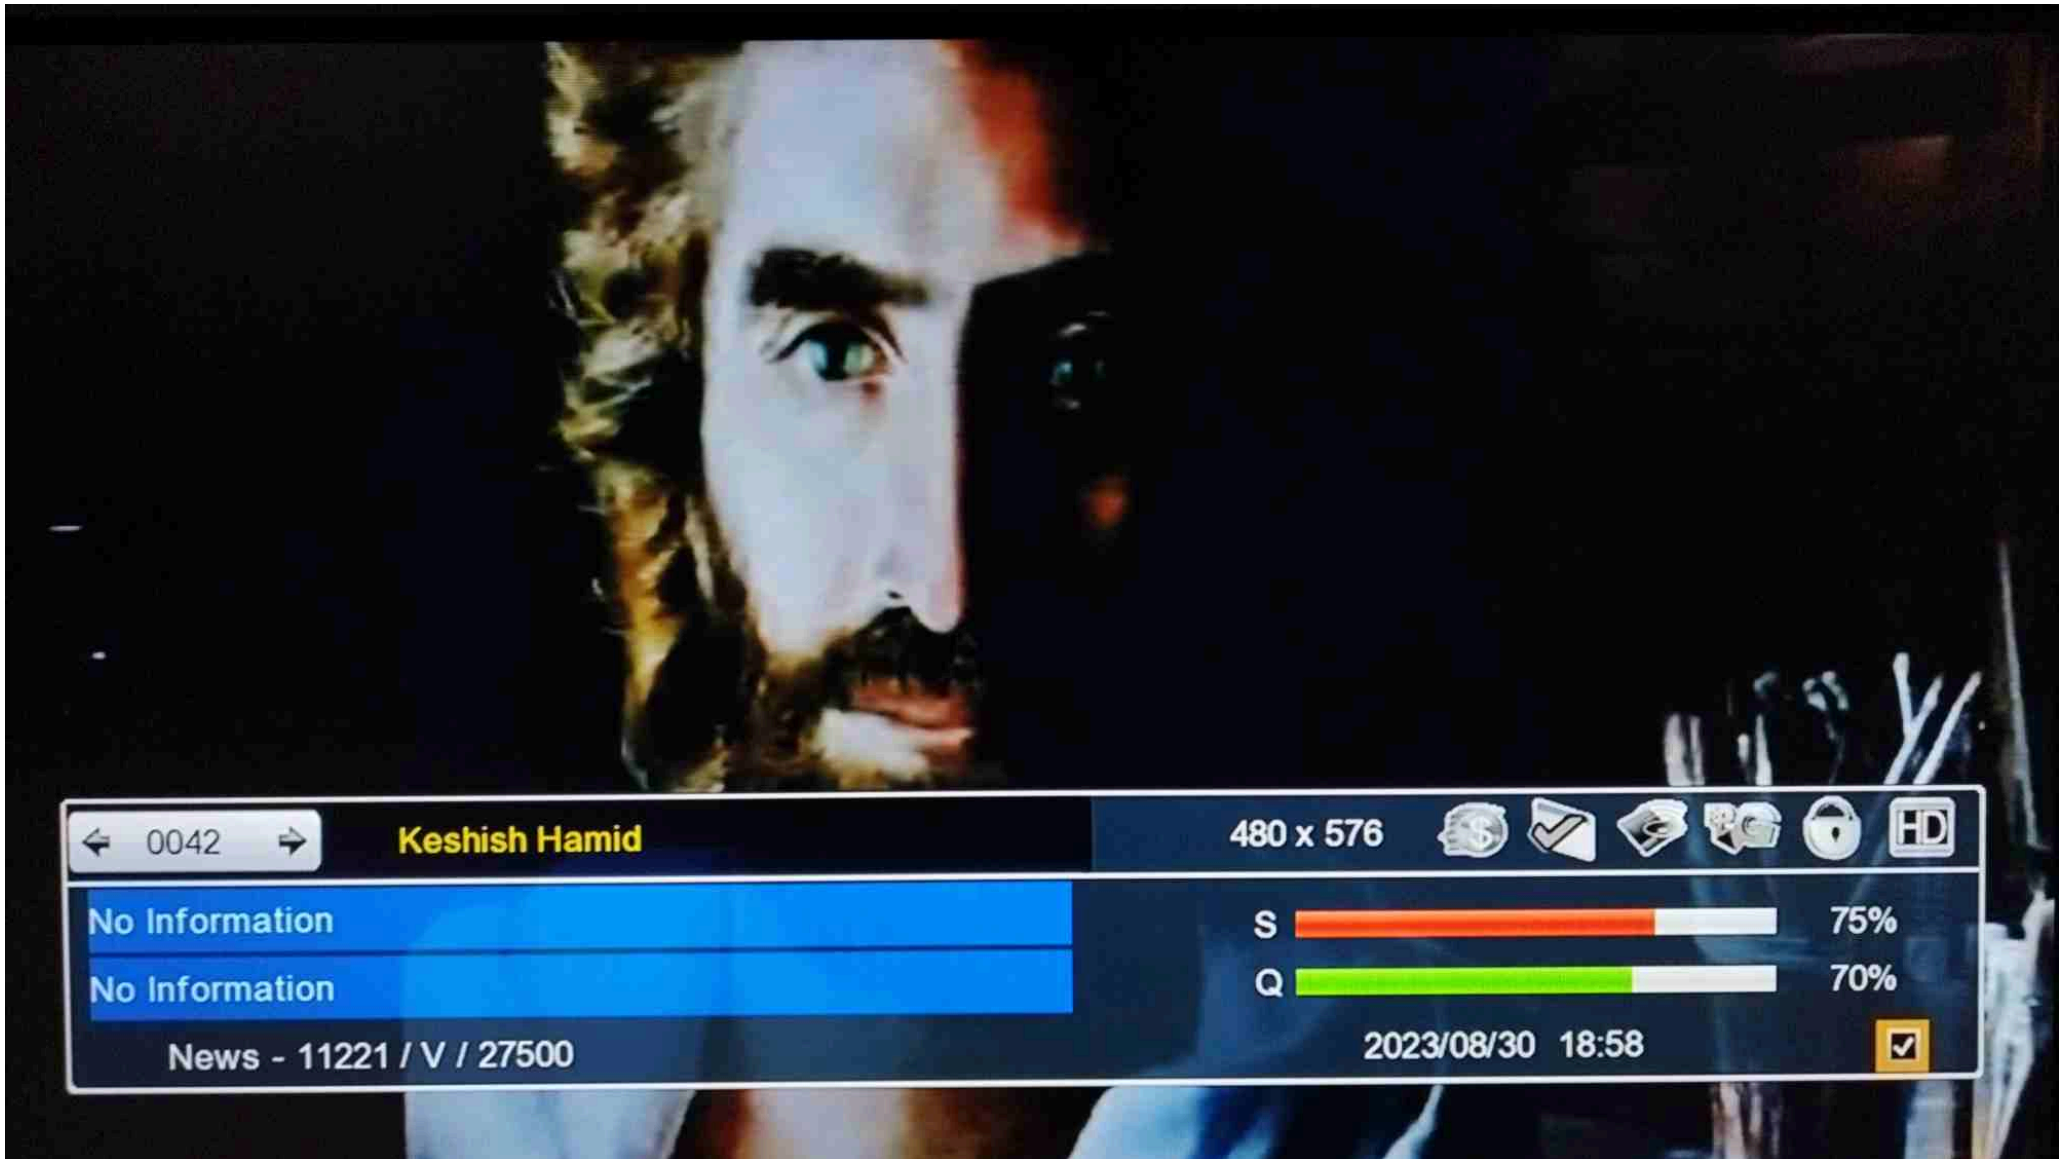 0042
Keshish Hamid
480 x 576
HD
No Information
No Information
S 75%
Q 70%
News - 11221 / V / 27500
2023/08/30 18:58